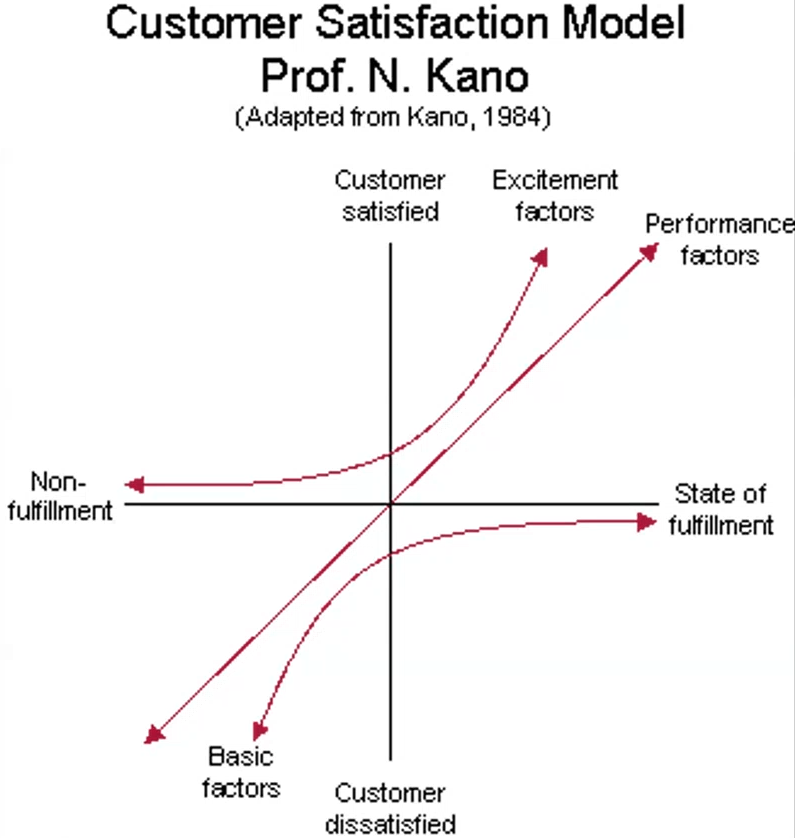 Customer Satisfaction Model
Prof. N. Kano
(Adapted from Kano, 1984)
Customer
satisfied
Excitement
factors
Performance
factors
Non-
fulfillment
State of
fulfillment
Basic
factors
Customer
dissatisfied